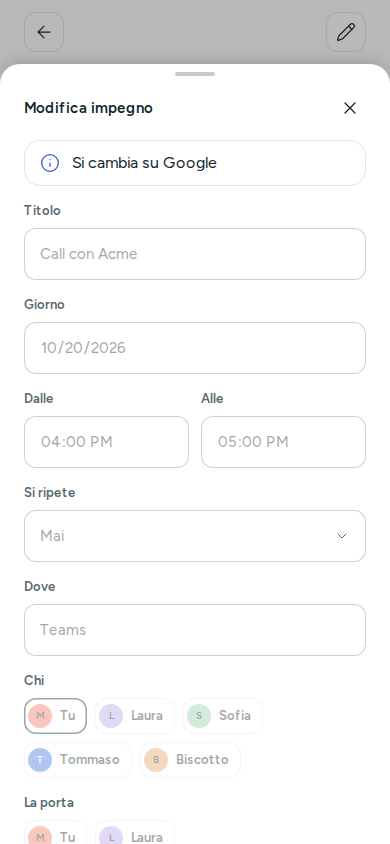 Modifica impegno
Si cambia su Google
Titolo
Call con Acme
Giorno
10/20/2026
Dalle
Alle
04:00 PM
05:00 PM
Si ripete
Mai
Dove
Teams
Chi
M Tu
L Laura
S Sofia
T Tommaso
B Biscotto
La porta
M Tu
L Laura